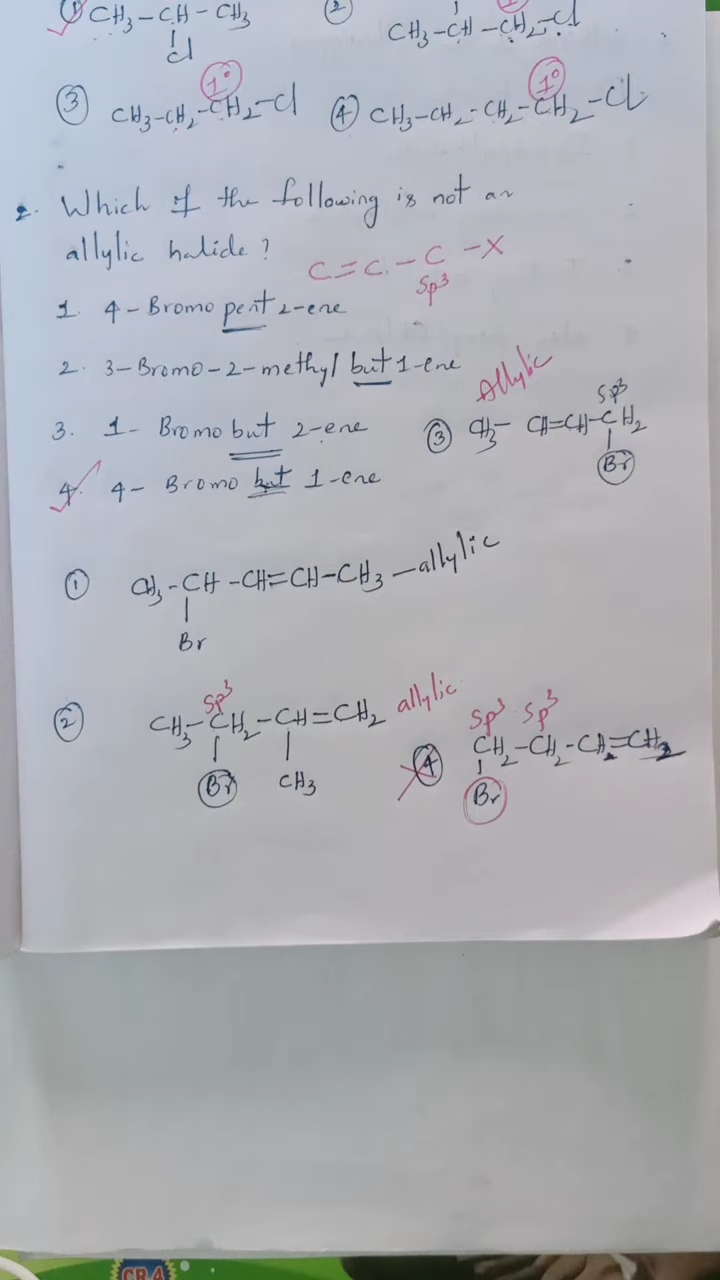 ① CH₃ – CH – CH₃
Cl
②
CH₃–CH–CH₂–Cl
1°
③ CH₃–CH₂–CH₂–Cl
1°
④ CH₃–CH₂–CH₂–CH₂–Cl
2. Which of the following is not an
allylic halide?
C=C–C–X
Sp³
1. 4–Bromo pent 2–ene
2. 3–Bromo–2–methyl but 1–ene
3. 1– Bromo but 2–ene
4. 4– Bromo but 1–ene
Allylic
Sp³
③ CH₃– CH=CH–CH₂
Br
① CH₃–CH–CH=CH–CH₃ –allylic
Br
Sp³
② CH₃–CH₂–CH=CH₂ allylic
Br CH₃
Sp³ Sp³
④ CH₂–CH₂–CH=CH₂
Br
CBA